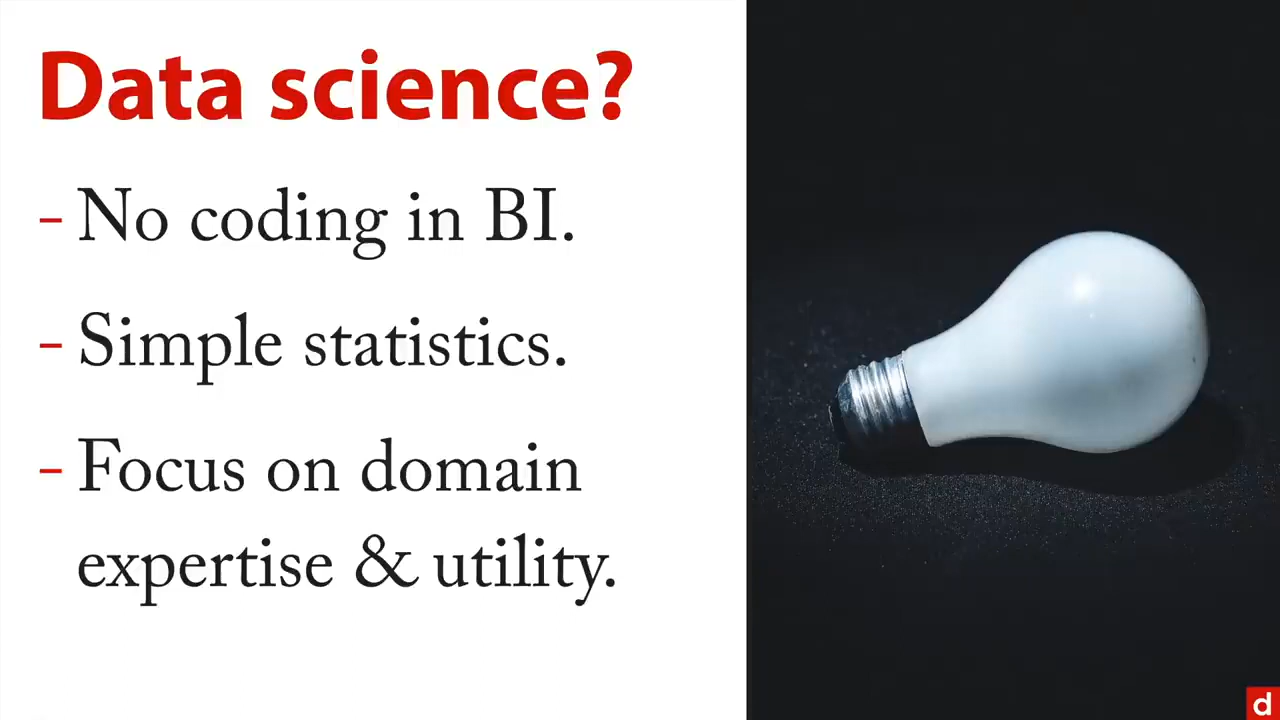 Data science?
- No coding in BI.
- Simple statistics.
- Focus on domain
expertise & utility.
d